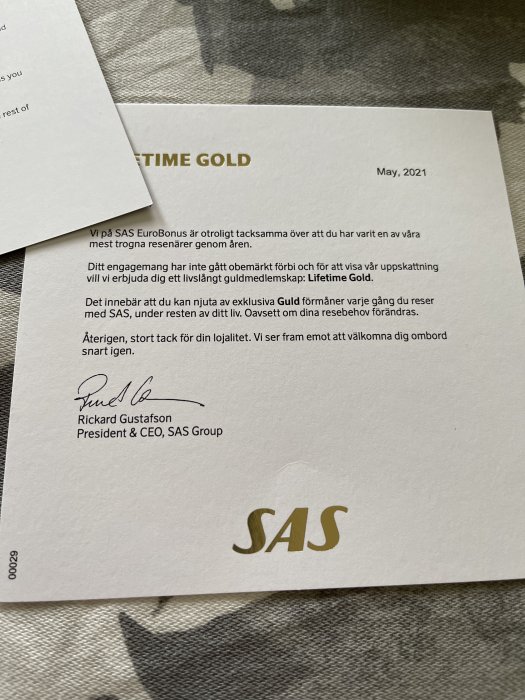 s you
rest of
TIME GOLD
May, 2021
Vi på SAS EuroBonus är otroligt tacksamma över att du har varit en av våra
mest trogna resenärer genom åren.
Ditt engagemang har inte gått obemärkt förbi och för att visa vår uppskattning
vill vi erbjuda dig ett livslångt guldmedlemskap: Lifetime Gold.
Det innebär att du kan njuta av exklusiva Guld förmåner varje gång du reser
med SAS, under resten av ditt liv. Oavsett om dina resebehov förändras.
Återigen, stort tack för din lojalitet. Vi ser fram emot att välkomna dig ombord
snart igen.
Rickard Gustafson
President & CEO, SAS Group
SAS
00029